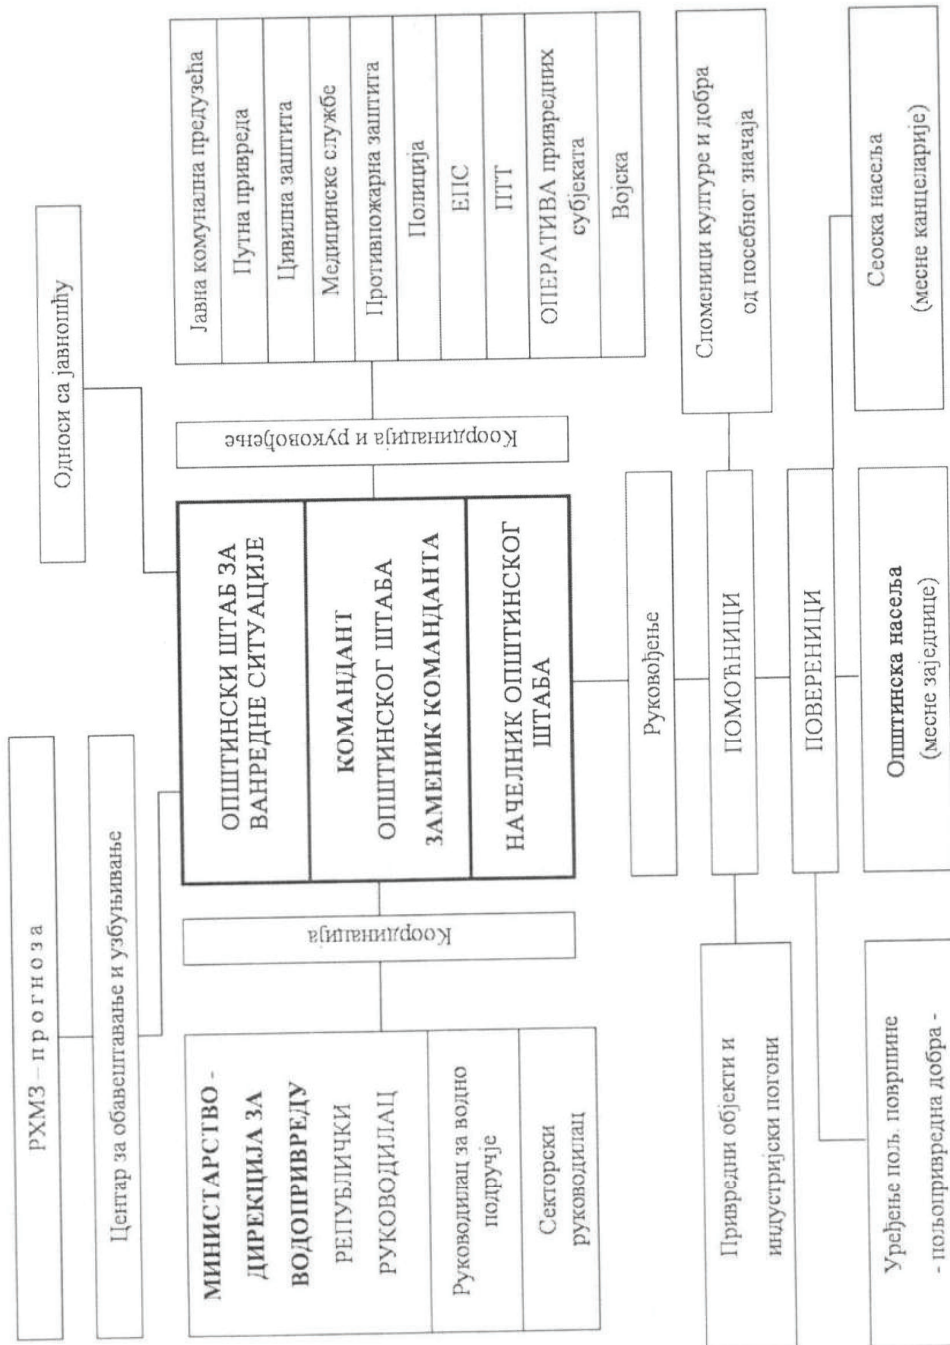 РХМЗ – п р о г н о з а
Центар за обавештавање и узбуњивање
Односи са јавношћу
МИНИСТАРСТВО -
ДИРЕКЦИЈА ЗА
ВОДОПРИВРЕДУ
РЕПУБЛИЧКИ
РУКОВОДИЛАЦ
Руководилац за водно
подручје
Секторски
руководилац
Координација
ОПШТИНСКИ ШТАБ ЗА
ВАНРЕДНЕ СИТУАЦИЈЕ
КОМАНДАНТ
ОПШТИНСКОГ ШТАБА
ЗАМЕНИК КОМАНДАНТА
НАЧЕЛНИК ОПШТИНСКОГ
ШТАБА
Координација и руковођење
Јавна комунална предузећа
Путна привреда
Цивилна заштита
Медицинске службе
Противпожарна заштита
Полиција
ЕПС
ПТТ
ОПЕРАТИВА привредних
субјеката
Војска
Руковођење
Привредни објекти и
индустријски погони
ПОМОЋНИЦИ
Споменици културе и добра
од посебног значаја
ПОВЕРЕНИЦИ
Уређење пољ. површине
- пољопривредна добра -
Општинска насеља
(месне заједнице)
Сеоска насеља
(месне канцеларије)